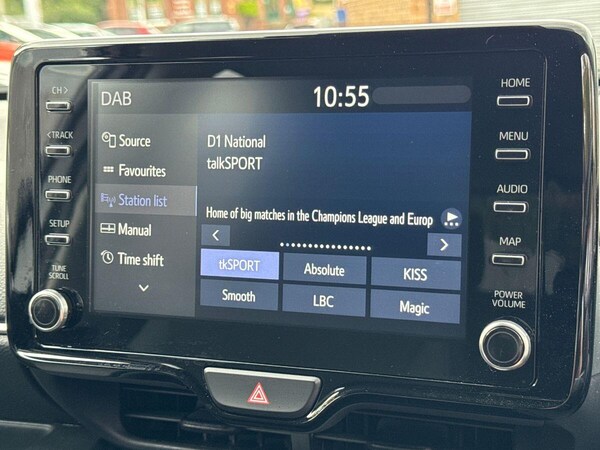 CH >
< TRACK
PHONE
SETUP
TUNE
SCROLL
DAB
10:55
Source
Favourites
Station list
Manual
Time shift
D1 National
talkSPORT
Home of big matches in the Champions League and Europ
tkSPORT Absolute KISS
Smooth LBC Magic
HOME
MENU
AUDIO
MAP
POWER
VOLUME